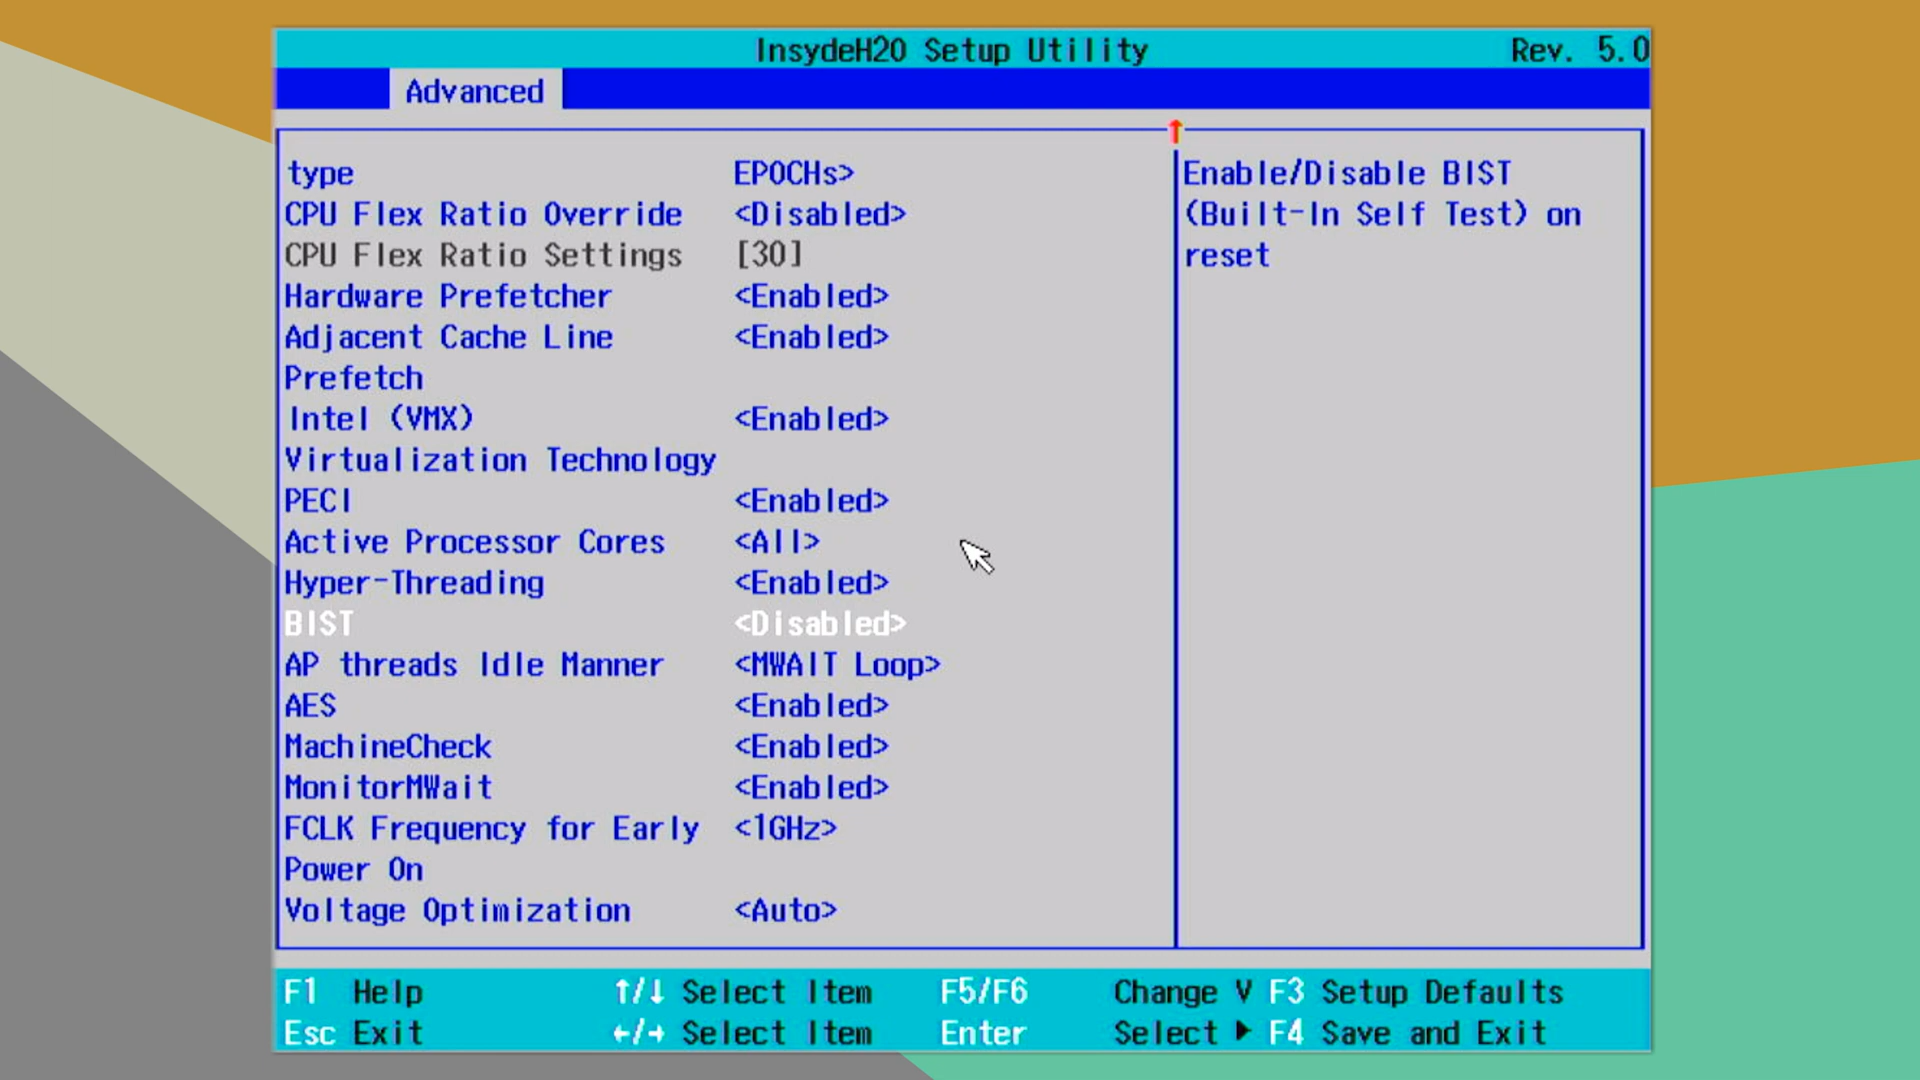 InsydeH20 Setup Utility Rev. 5.0
Advanced
type EPOCHs>
CPU Flex Ratio Override <Disabled>
CPU Flex Ratio Settings [30]
Hardware Prefetcher <Enabled>
Adjacent Cache Line <Enabled>
Prefetch
Intel (VMX) <Enabled>
Virtualization Technology
PECI <Enabled>
Active Processor Cores <All>
Hyper-Threading <Enabled>
BIST <Disabled>
AP threads Idle Manner <MWAIT Loop>
AES <Enabled>
MachineCheck <Enabled>
MonitorMWait <Enabled>
FCLK Frequency for Early <1GHz>
Power On
Voltage Optimization <Auto>
Enable/Disable BIST
(Built-In Self Test) on
reset
F1 Help ↑/↓ Select Item F5/F6 Change V F3 Setup Defaults
Esc Exit ←/→ Select Item Enter Select ▶ F4 Save and Exit